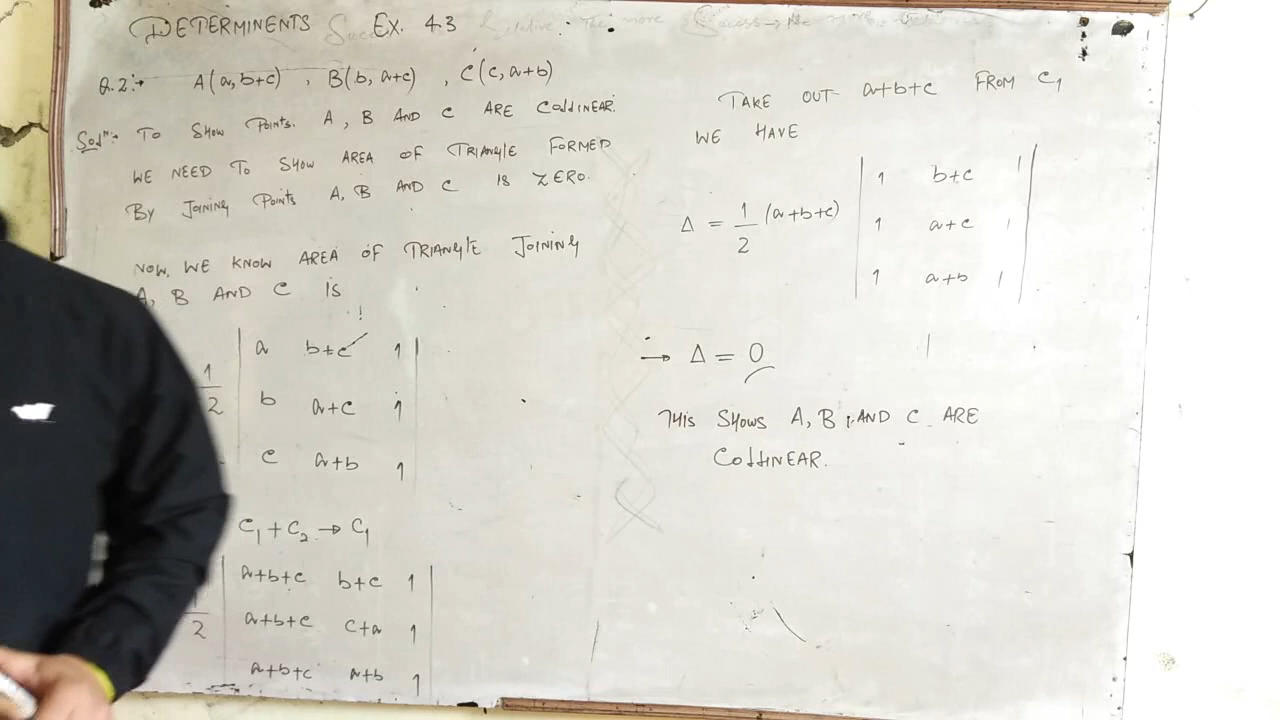 DETERMINENTS Ex. 4.3
Q.2:→ A(a, b+c) , B(b, a+c) , C(c, a+b)
Solⁿ:→ TO SHOW POINTS. A, B AND C ARE COLLINEAR.
WE NEED TO SHOW AREA OF TRIANGLE FORMED
BY JOINING POINTS A, B AND C IS ZERO.
NOW, WE KNOW AREA OF TRIANGLE JOINING
A, B AND C IS
1/2 | a b+c 1 |
| b a+c 1 |
| c a+b 1 |
C₁ + C₂ → C₁
1/2 | a+b+c b+c 1 |
| a+b+c c+a 1 |
| a+b+c a+b 1 |
TAKE OUT a+b+c FROM C₁
WE HAVE
Δ = 1/2 (a+b+c) | 1 b+c 1 |
| 1 a+c 1 |
| 1 a+b 1 |
→ Δ = 0
THIS SHOWS A, B AND C ARE
COLLINEAR.